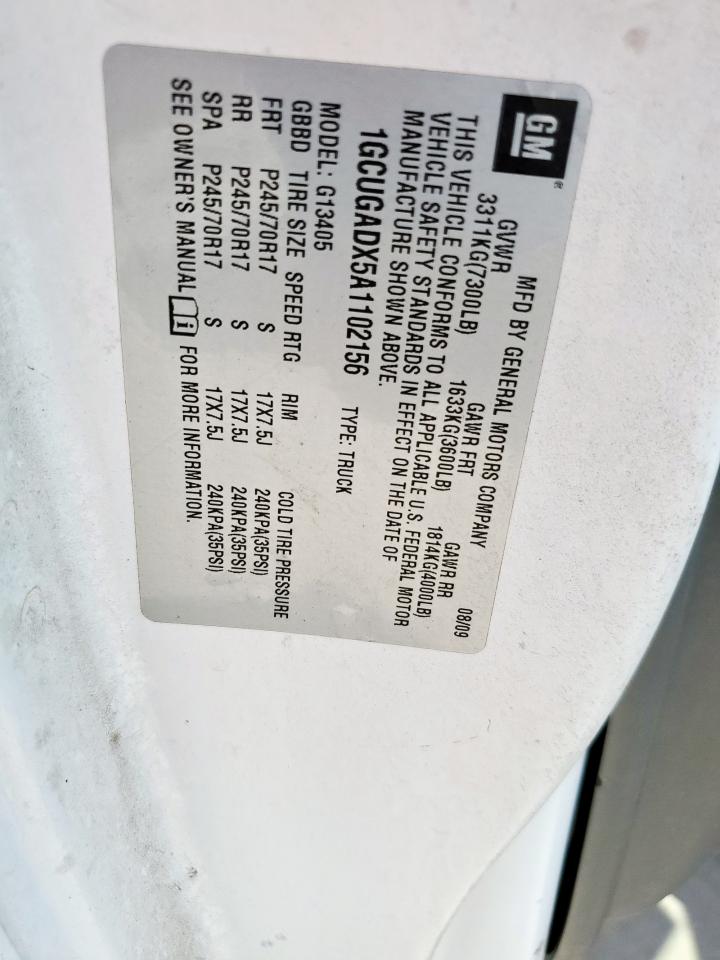 GM®
MFD BY GENERAL MOTORS COMPANY 08/09
GVWR GAWR FRT GAWR RR
3311KG(7300LB) 1633KG(3600LB) 1814KG(4000LB)
THIS VEHICLE CONFORMS TO ALL APPLICABLE U.S. FEDERAL MOTOR
VEHICLE SAFETY STANDARDS IN EFFECT ON THE DATE OF
MANUFACTURE SHOWN ABOVE.
1GCUGADX5A1102156 TYPE: TRUCK
MODEL: G13405
GBBD TIRE SIZE SPEED RTG RIM COLD TIRE PRESSURE
FRT P245/70R17 S 17X7.5J 240KPA(35PSI)
RR P245/70R17 S 17X7.5J 240KPA(35PSI)
SPA P245/70R17 S 17X7.5J 240KPA(35PSI)
SEE OWNER'S MANUAL i FOR MORE INFORMATION.